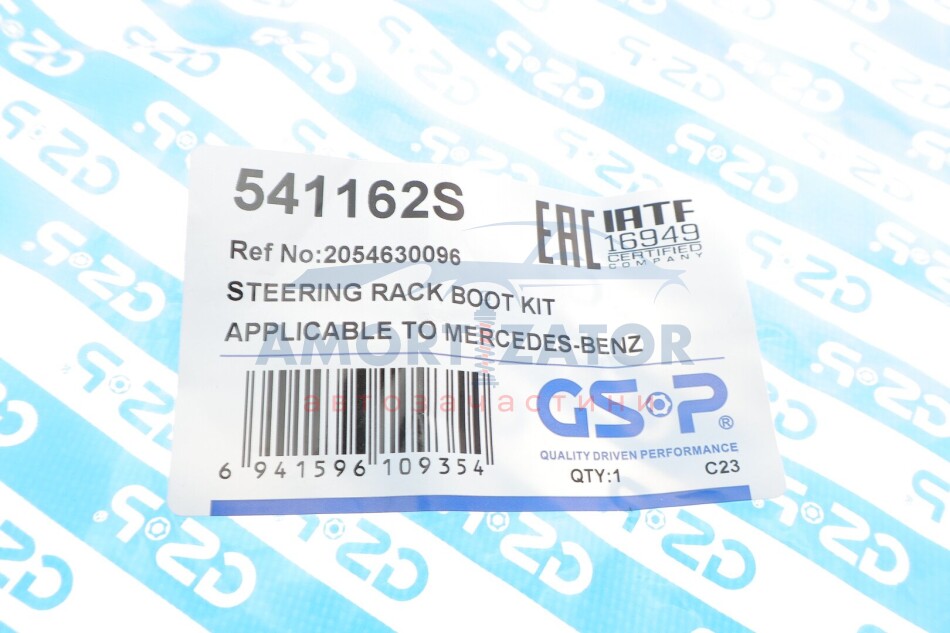 541162S
EAC
IATF
16949
CERTIFIED
COMPANY
Ref No:2054630096
STEERING RACK BOOT KIT
APPLICABLE TO MERCEDES-BENZ
AMORTIZATOR
автозапчастини
GSP®
QUALITY DRIVEN PERFORMANCE
6 941596 109354
QTY:1
C23